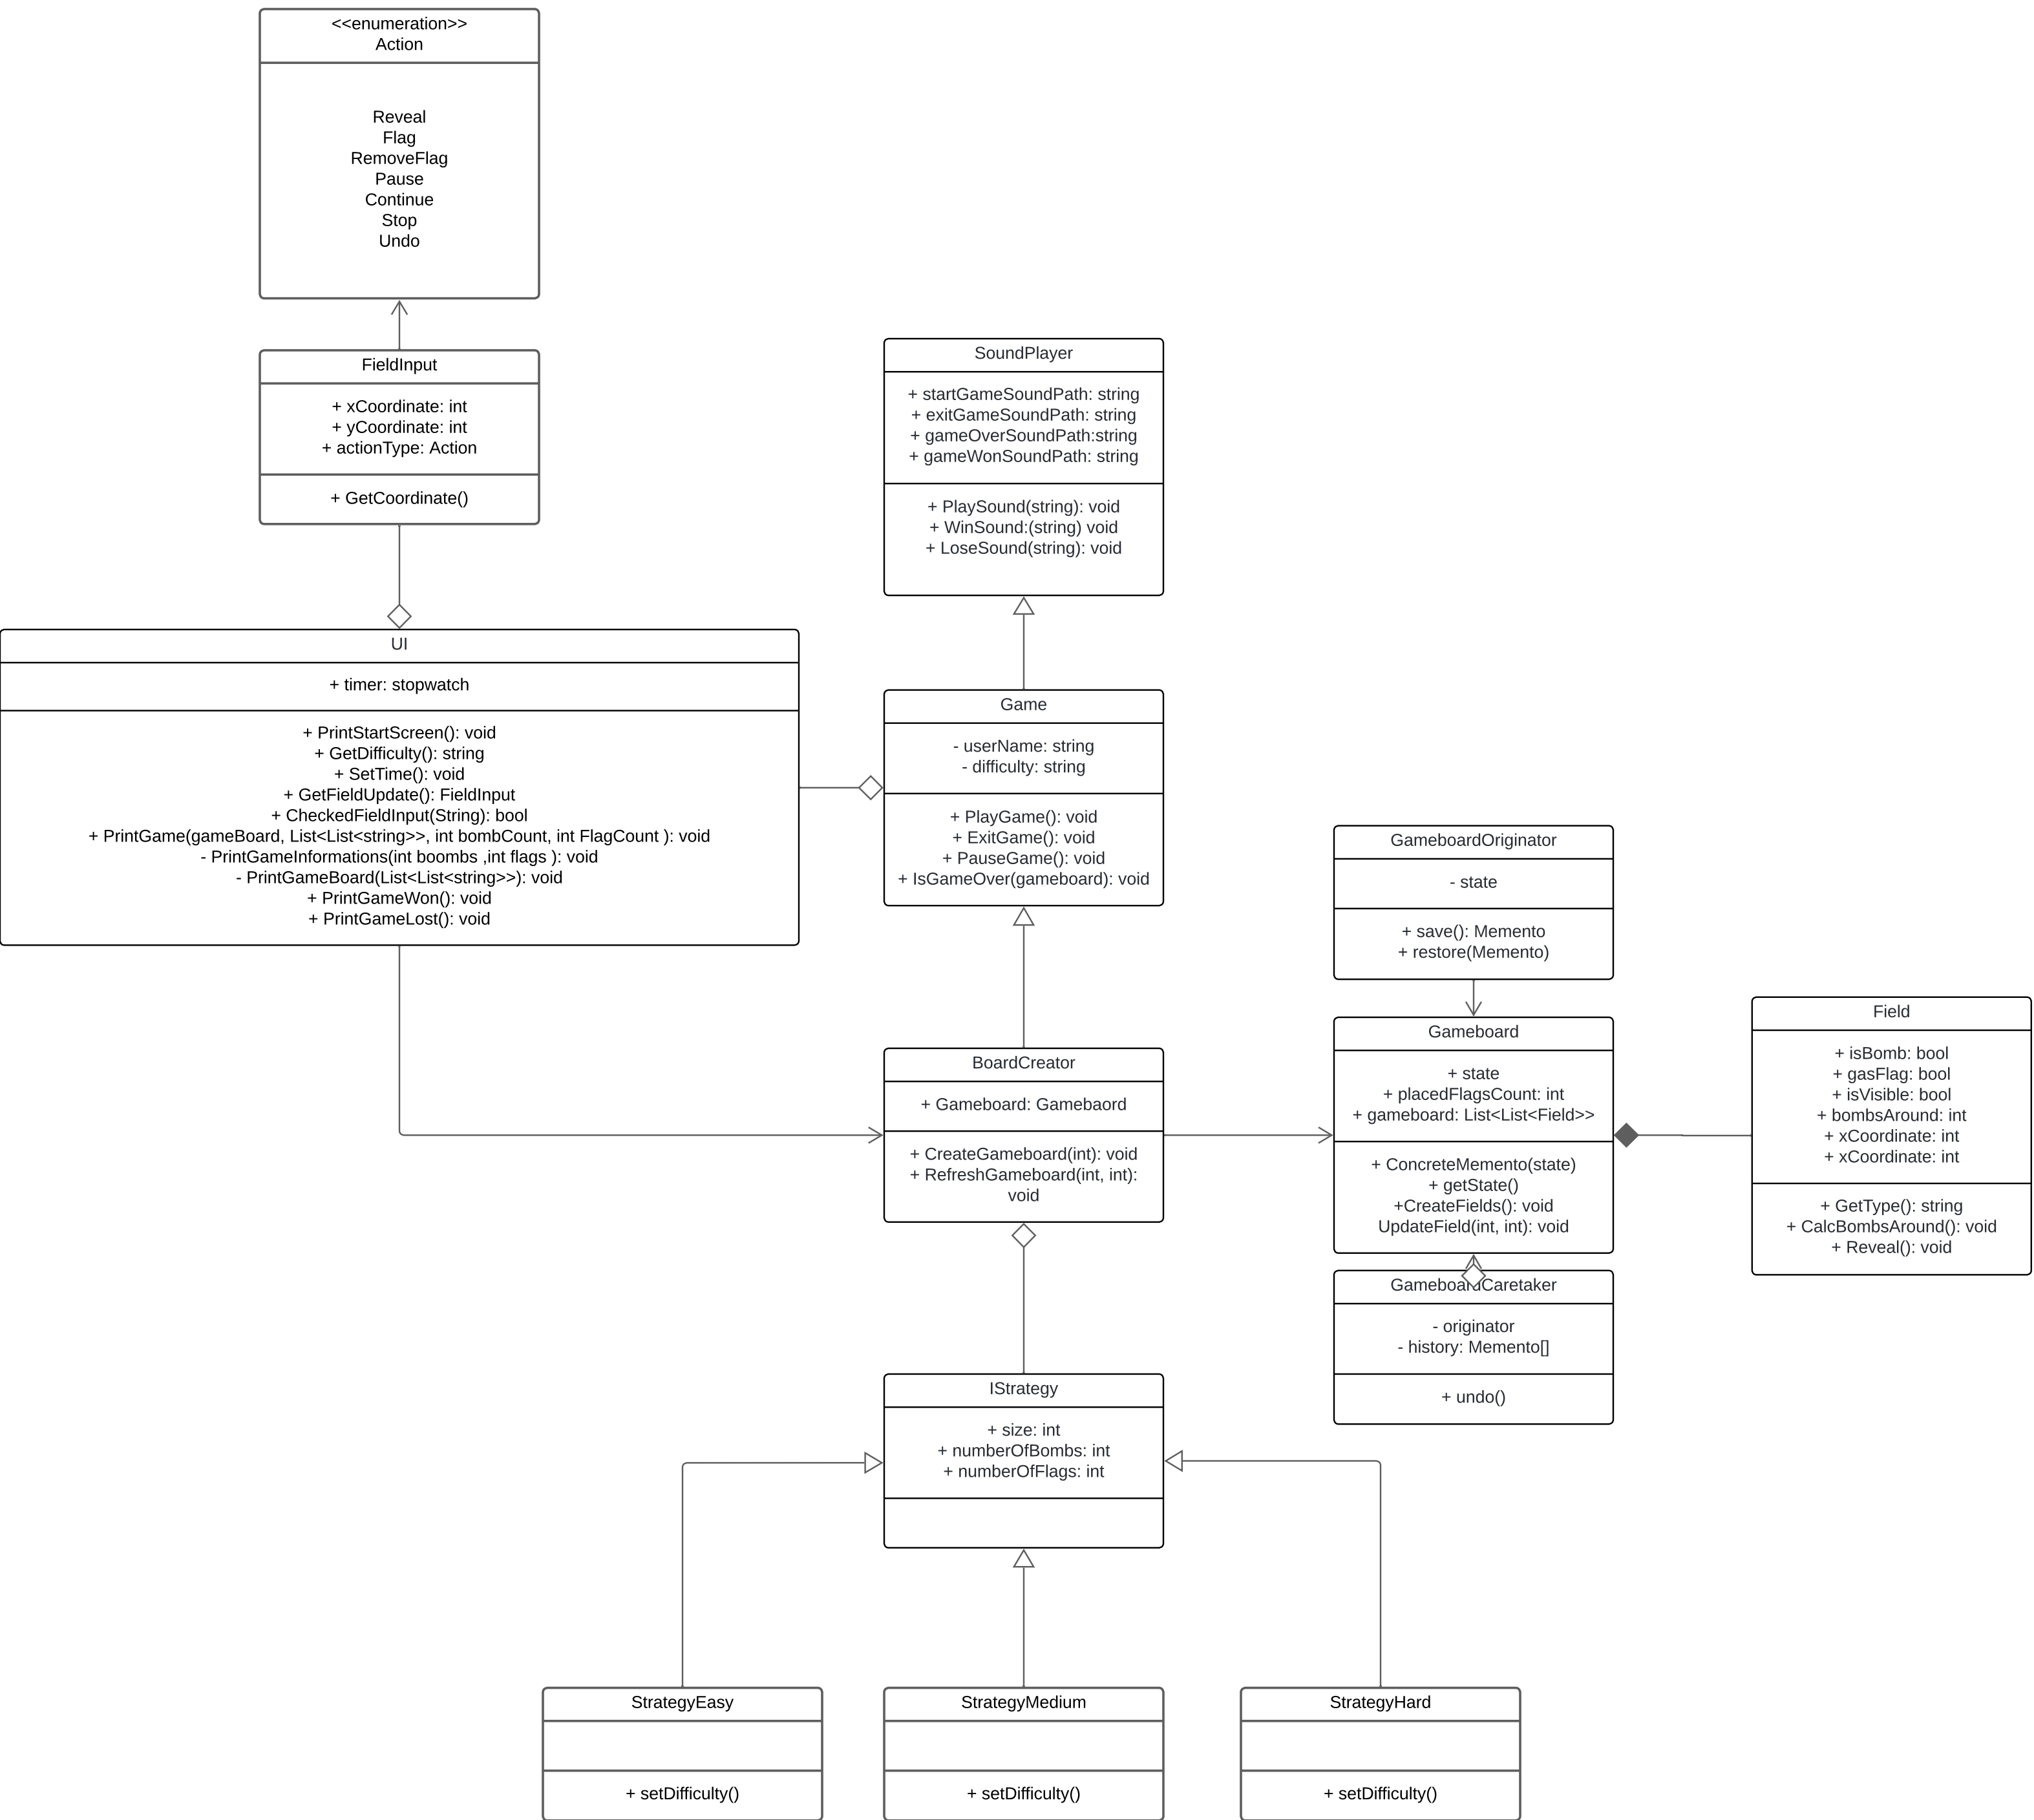 <<enumeration>>
Action
Reveal
Flag
RemoveFlag
Pause
Continue
Stop
Undo
FieldInput
+ xCoordinate: int
+ yCoordinate: int
+ actionType: Action
+ GetCoordinate()
SoundPlayer
+ startGameSoundPath: string
+ exitGameSoundPath: string
+ gameOverSoundPath:string
+ gameWonSoundPath: string
+ PlaySound(string): void
+ WinSound:(string) void
+ LoseSound(string): void
UI
+ timer: stopwatch
+ PrintStartScreen(): void
+ GetDifficulty(): string
+ SetTime(): void
+ GetFieldUpdate(): FieldInput
+ CheckedFieldInput(String): bool
+ PrintGame(gameBoard, List<List<string>>, int bombCount, int FlagCount ): void
- PrintGameInformations(int boombs ,int flags ): void
- PrintGameBoard(List<List<string>>): void
+ PrintGameWon(): void
+ PrintGameLost(): void
Game
- userName: string
- difficulty: string
+ PlayGame(): void
+ ExitGame(): void
+ PauseGame(): void
+ IsGameOver(gameboard): void
GameboardOriginator
- state
+ save(): Memento
+ restore(Memento)
BoardCreator
+ Gameboard: Gamebaord
+ CreateGameboard(int): void
+ RefreshGameboard(int, int):
void
Gameboard
+ state
+ placedFlagsCount: int
+ gameboard: List<List<Field>>
+ ConcreteMemento(state)
+ getState()
+CreateFields(): void
UpdateField(int, int): void
Field
+ isBomb: bool
+ gasFlag: bool
+ isVisible: bool
+ bombsAround: int
+ xCoordinate: int
+ xCoordinate: int
+ GetType(): string
+ CalcBombsAround(): void
+ Reveal(): void
GameboardCaretaker
- originator
- history: Memento[]
+ undo()
IStrategy
+ size: int
+ numberOfBombs: int
+ numberOfFlags: int
StrategyEasy
+ setDifficulty()
StrategyMedium
+ setDifficulty()
StrategyHard
+ setDifficulty()